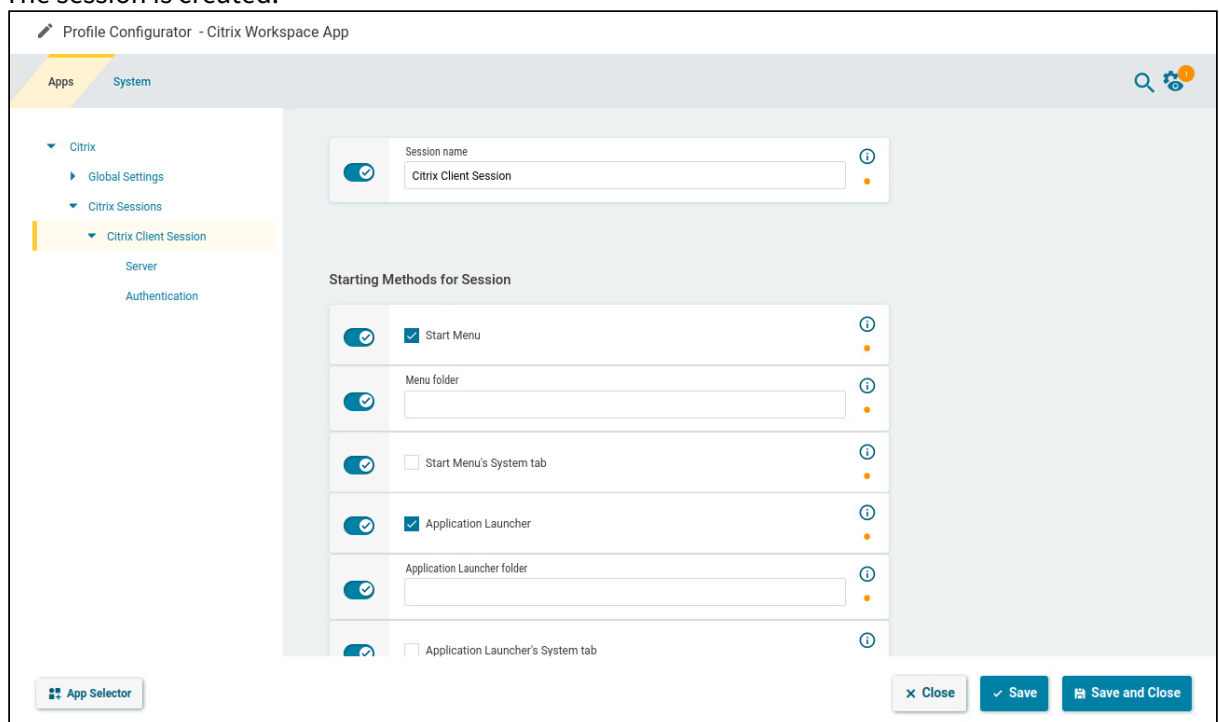 The session is created.
Profile Configurator - Citrix Workspace App
Apps
System
Citrix
Global Settings
Citrix Sessions
Citrix Client Session
Server
Authentication
Session name
Citrix Client Session
Starting Methods for Session
Start Menu
Menu folder
Start Menu's System tab
Application Launcher
Application Launcher folder
Application Launcher's System tab
App Selector
Close
Save
Save and Close